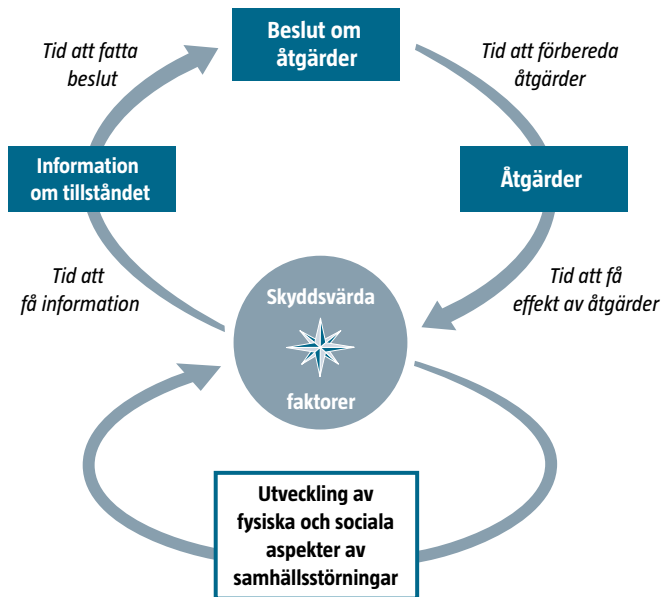 Beslut om
åtgärder
Tid att fatta
beslut
Tid att förbereda
åtgärder
Information
om tillståndet
Åtgärder
Tid att
få information
Skyddsvärda
faktorer
Tid att få
effekt av åtgärder
Utveckling av
fysiska och sociala
aspekter av
samhällsstörningar